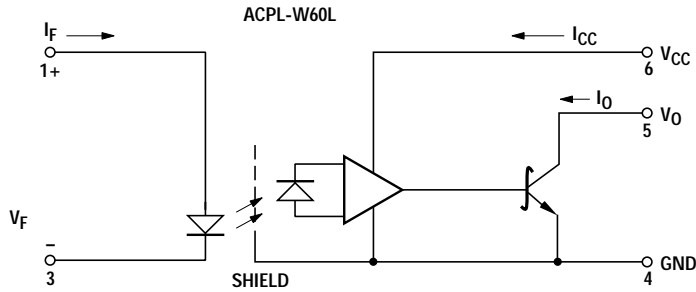 ACPL-W60L
IF
1+
ICC
VCC
6
IO
VO
5
VF
–
3
SHIELD
GND
4